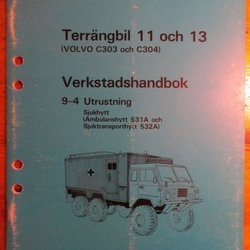 Terrängbil 11 och 13
(VOLVO C303 och C304)
Verkstadshandbok
9-4 Utrustning
Sjukhytt
(Ambulanshytt 531A och
Sjuktransporthytt 532A)